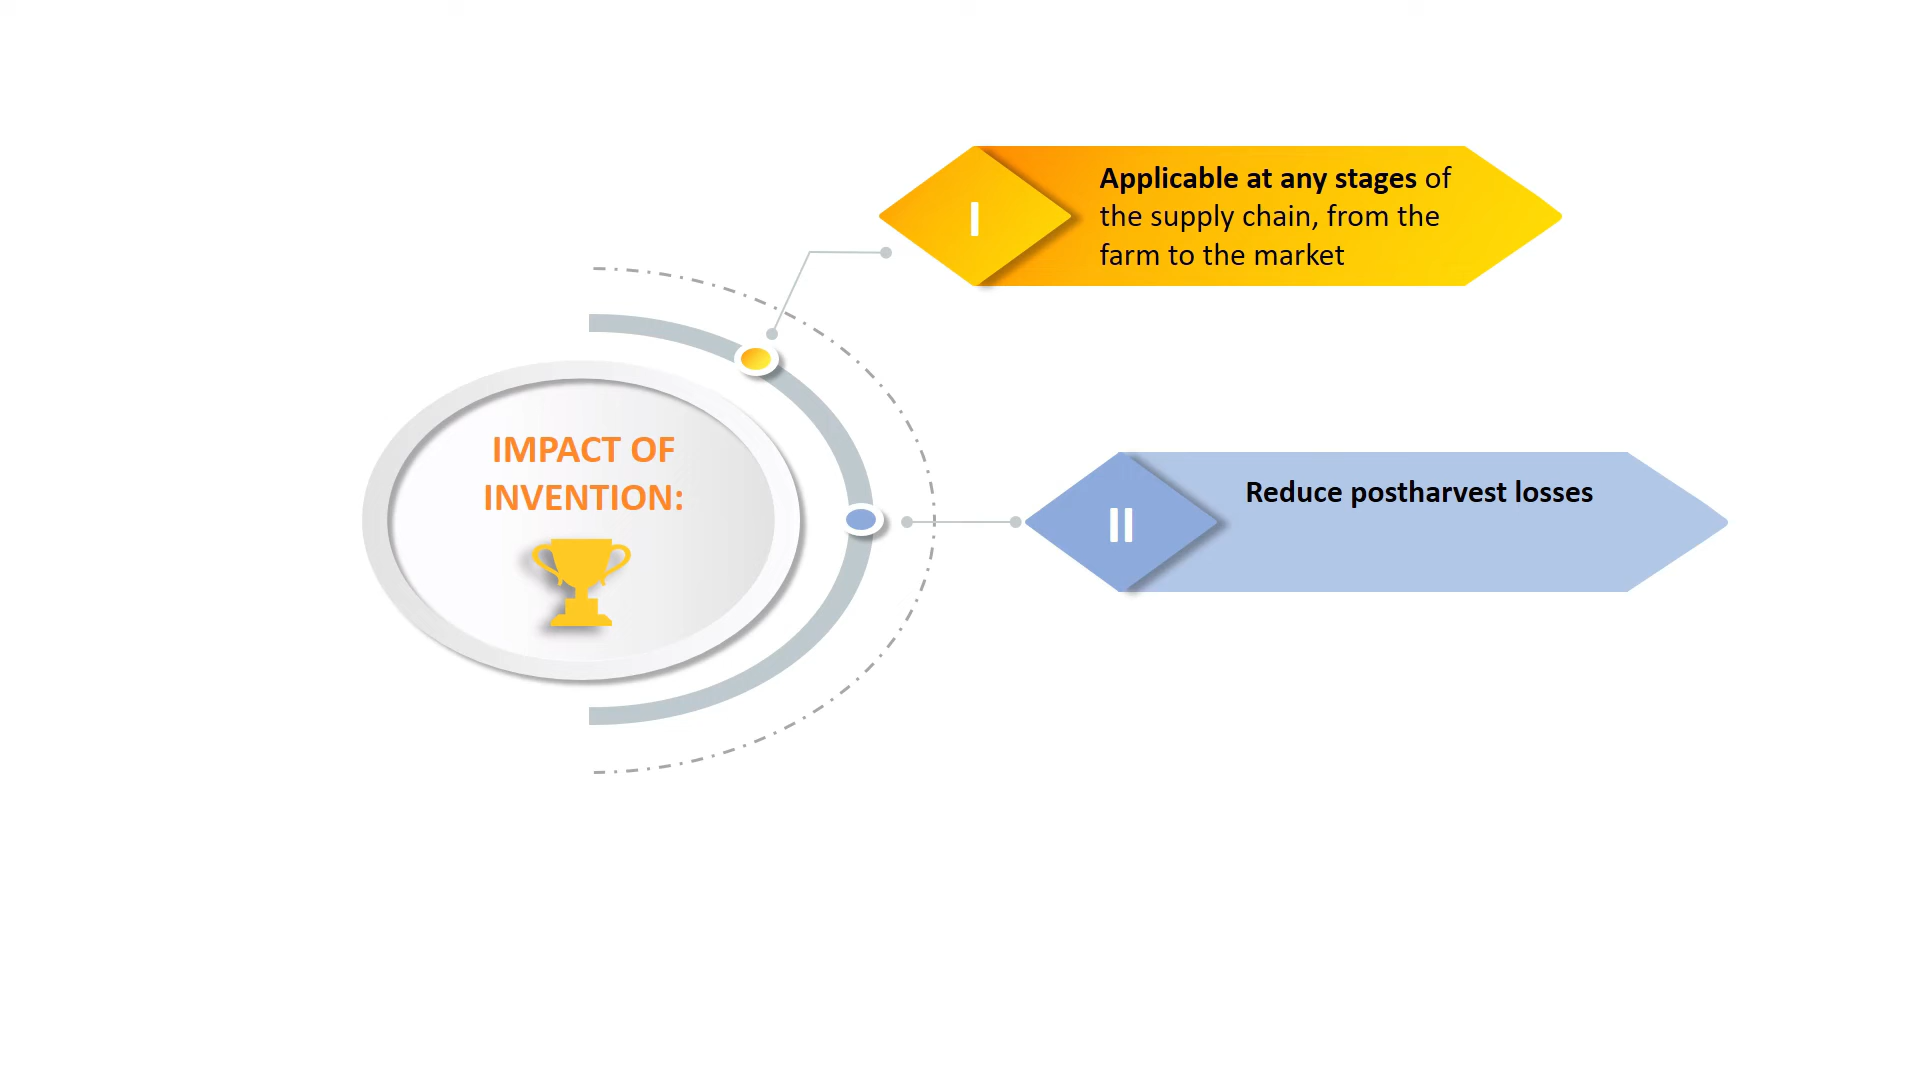 IMPACT OF
INVENTION:
I
Applicable at any stages of
the supply chain, from the
farm to the market
II
Reduce postharvest losses